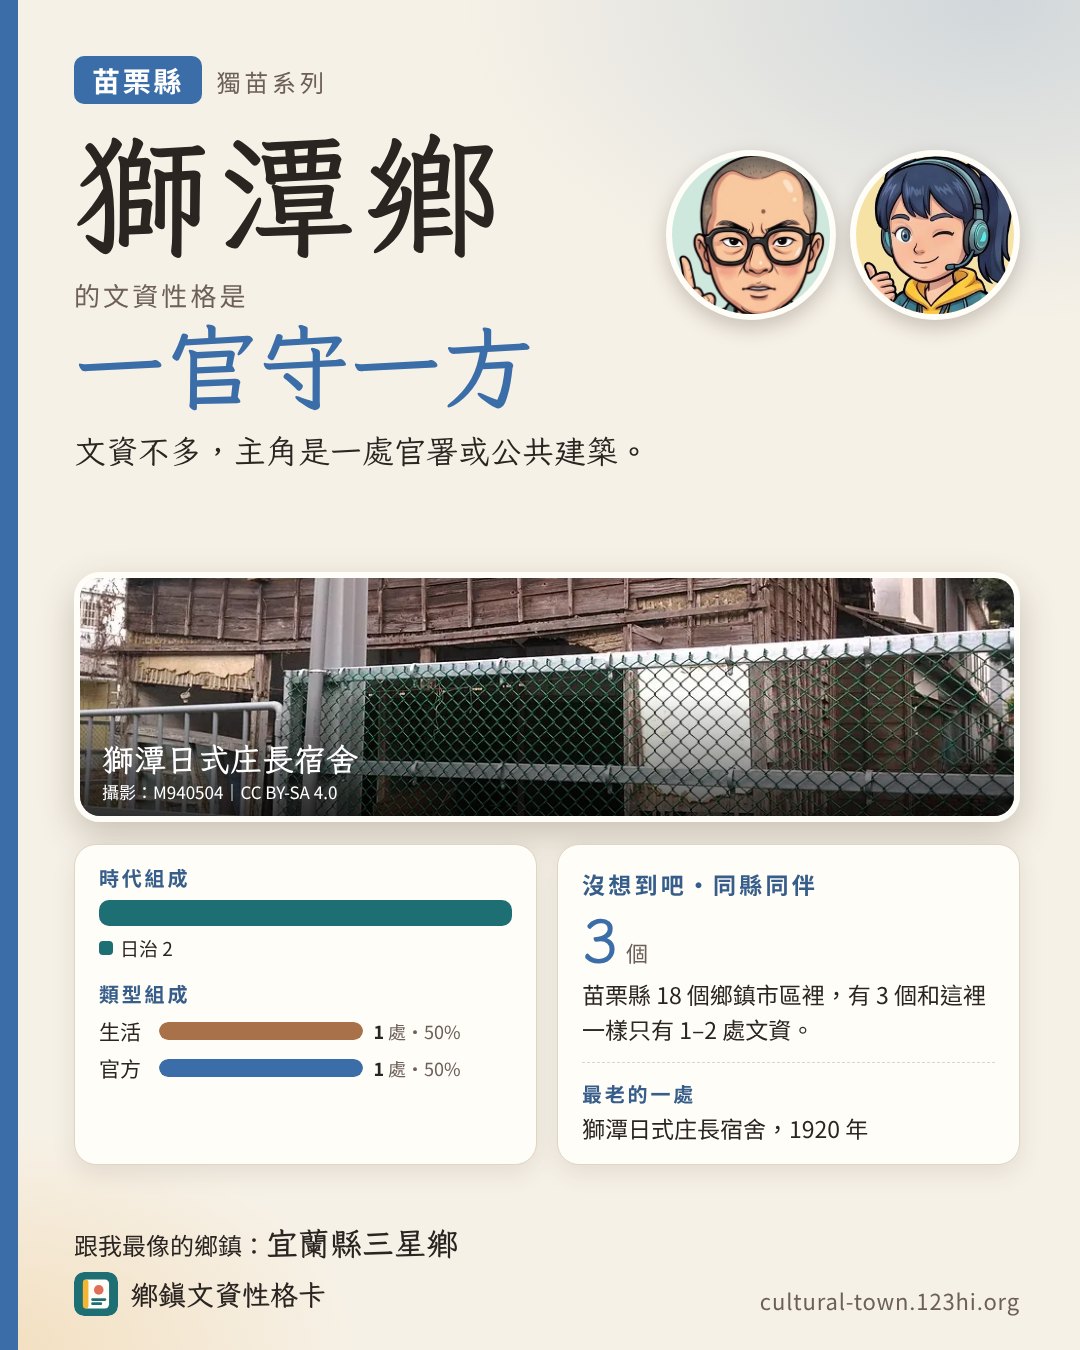 苗栗縣 獨苗系列
獅潭鄉
的文資性格是
一官守一方
文資不多，主角是一處官署或公共建築。
獅潭日式庄長宿舍
攝影：M940504｜CC BY-SA 4.0
時代組成
日治 2
類型組成
生活 1 處・50%
官方 1 處・50%
沒想到吧・同縣同伴
3 個
苗栗縣 18 個鄉鎮市區裡，有 3 個和這裡
一樣只有 1–2 處文資。
最老的一處
獅潭日式庄長宿舍，1920 年
跟我最像的鄉鎮：宜蘭縣三星鄉
鄉鎮文資性格卡
cultural-town.123hi.org